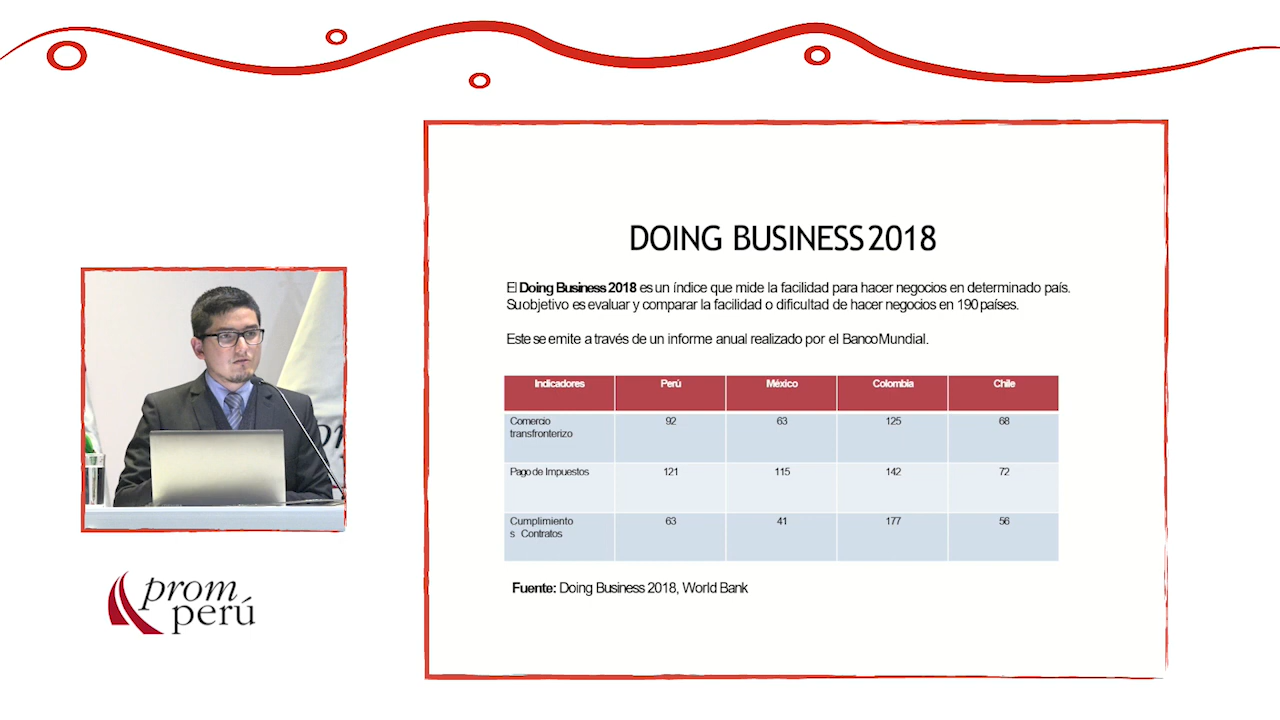 DOING BUSINESS 2018
El Doing Business 2018 es un índice que mide la facilidad para hacer negocios en determinado país.
Su objetivo es evaluar y comparar la facilidad o dificultad de hacer negocios en 190 países.
Este se emite a través de un informe anual realizado por el Banco Mundial.
Indicadores Perú México Colombia Chile
Comercio 92 63 125 68
transfronterizo
Pago de Impuestos 121 115 142 72
Cumplimiento 63 41 177 56
s Contratos
Fuente: Doing Business 2018, World Bank
prom
perú